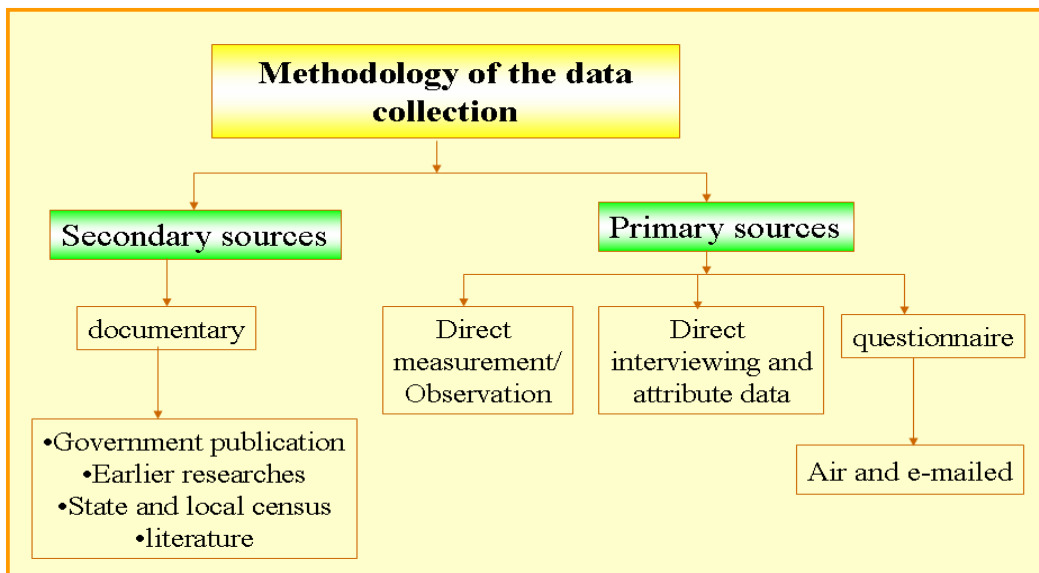 Methodology of the data
collection
Secondary sources
Primary sources
documentary
Direct
measurement/
Observation
Direct
interviewing and
attribute data
questionnaire
•Government publication
•Earlier researches
•State and local census
•literature
Air and e-mailed